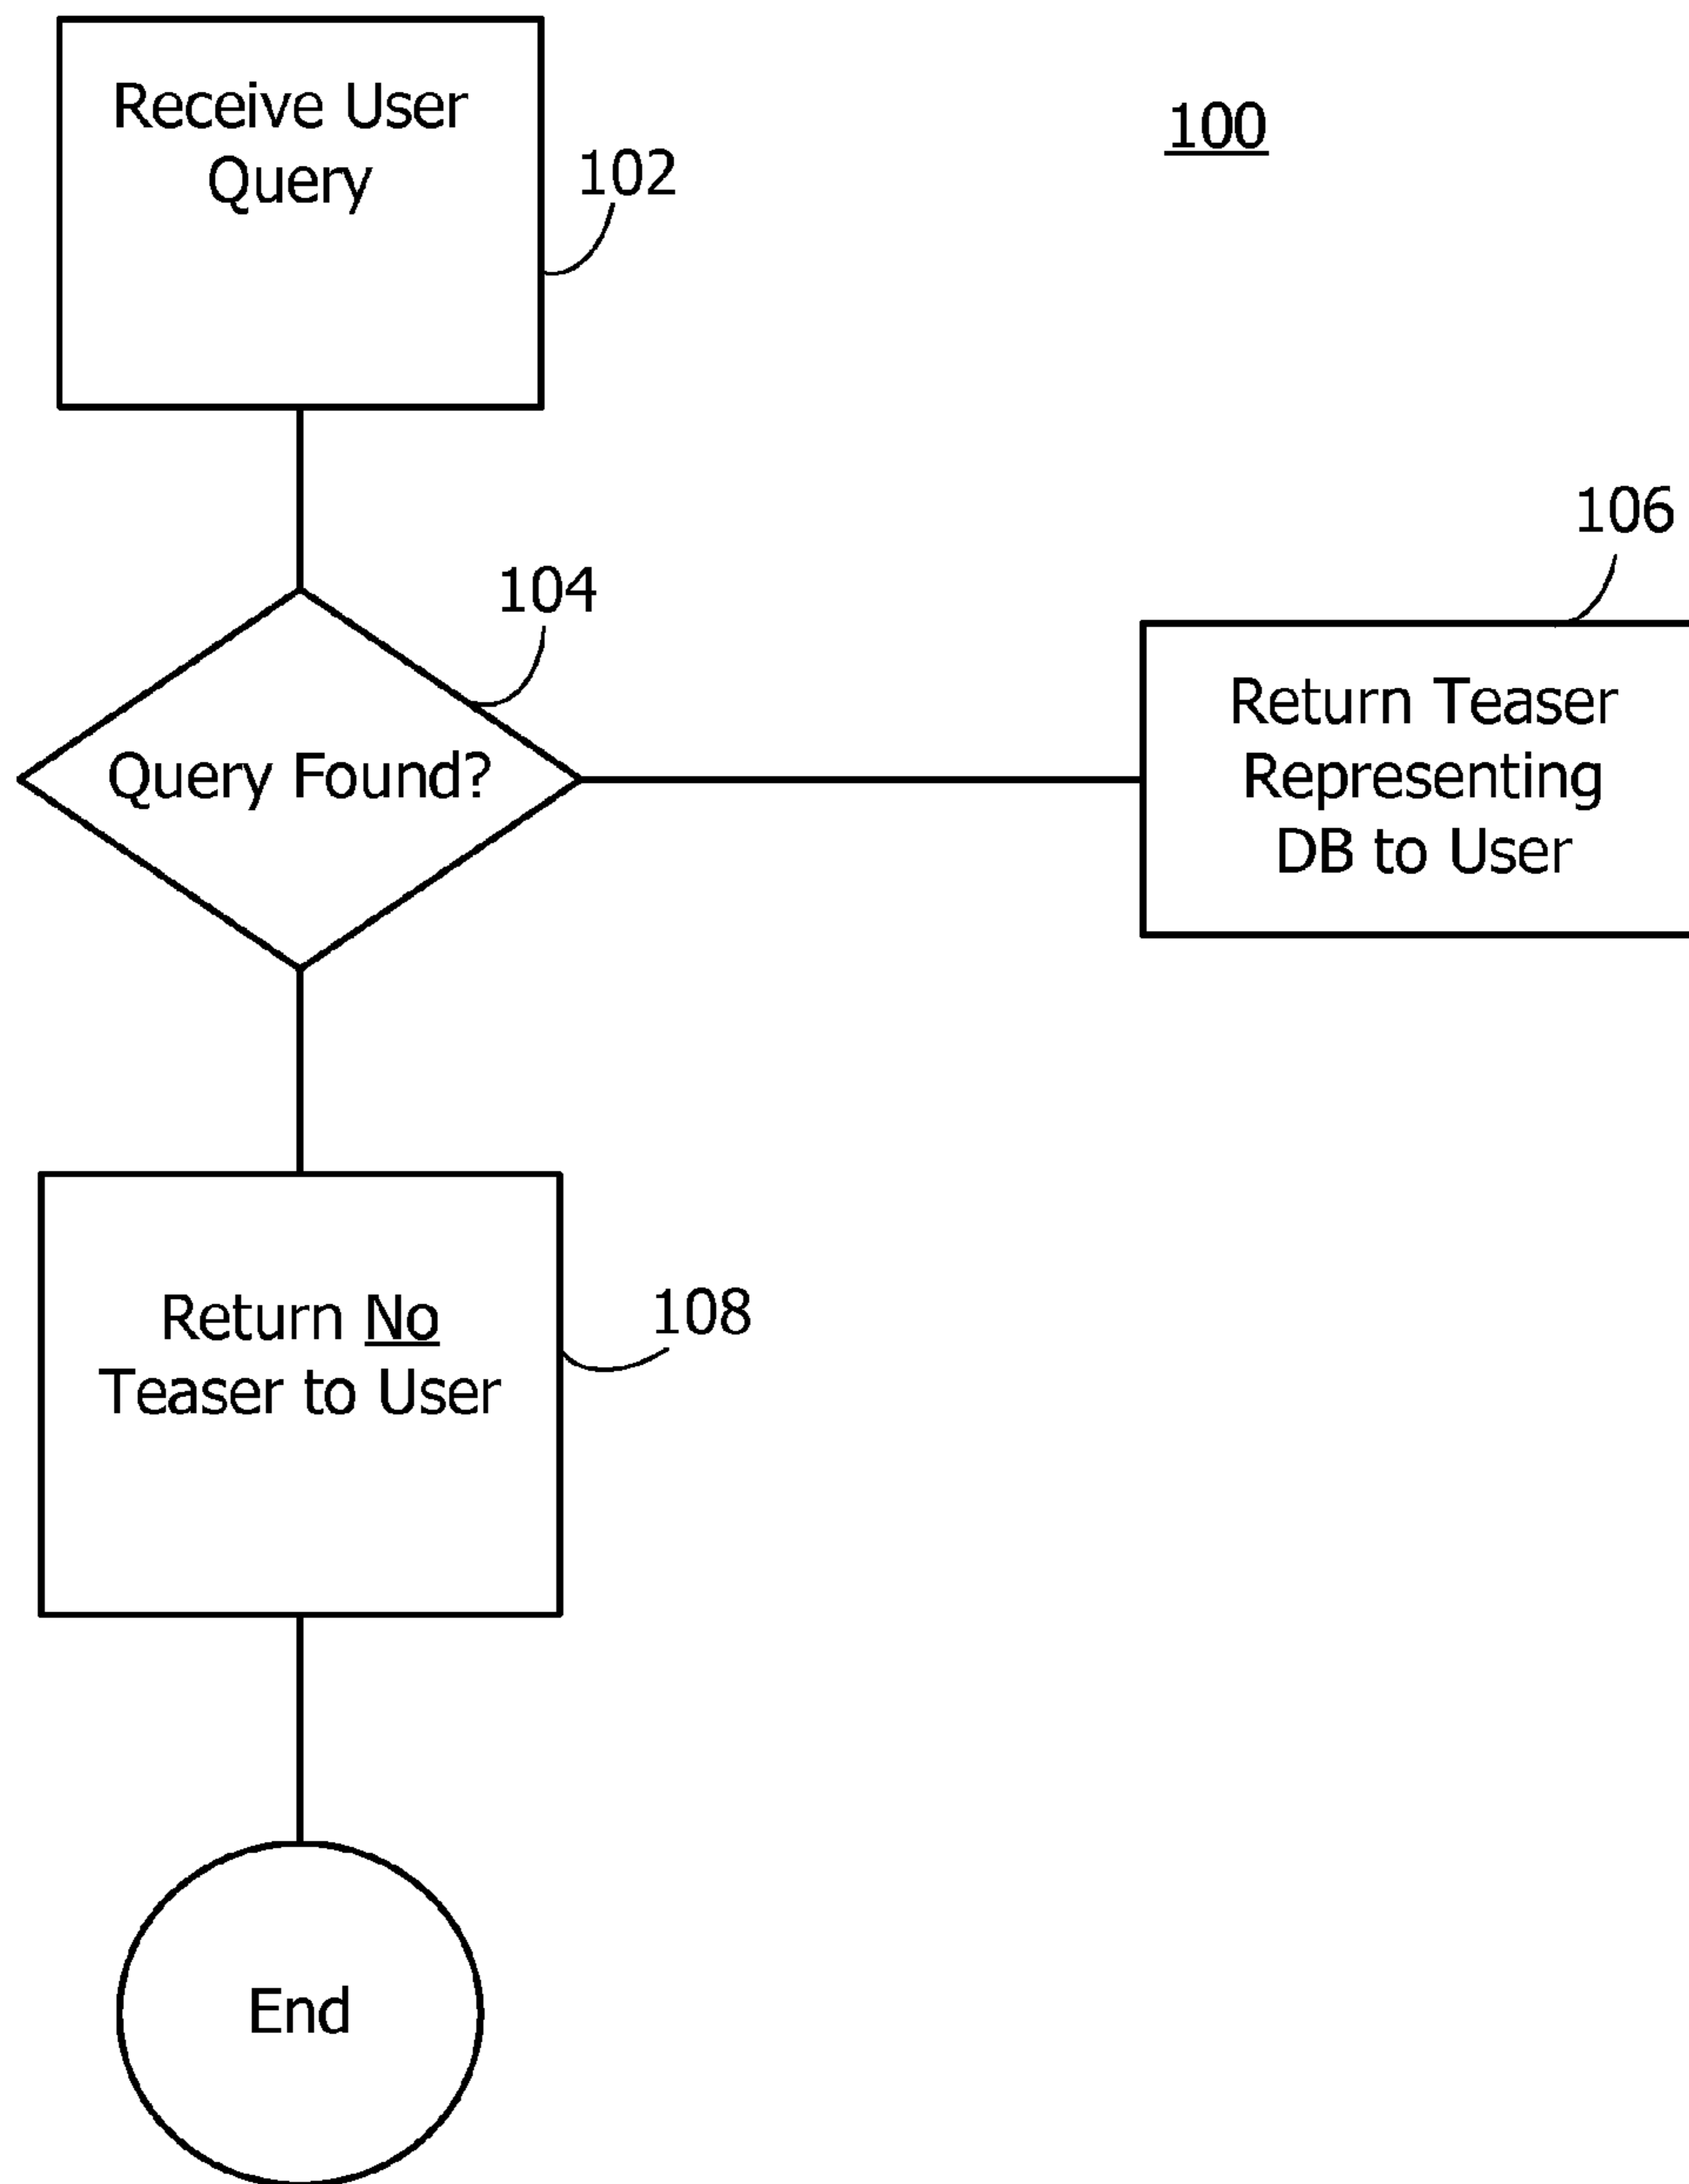 Receive User
Query
102
100
104
106
Query Found?
Return Teaser
Representing
DB to User
Return No
Teaser to User
108
End